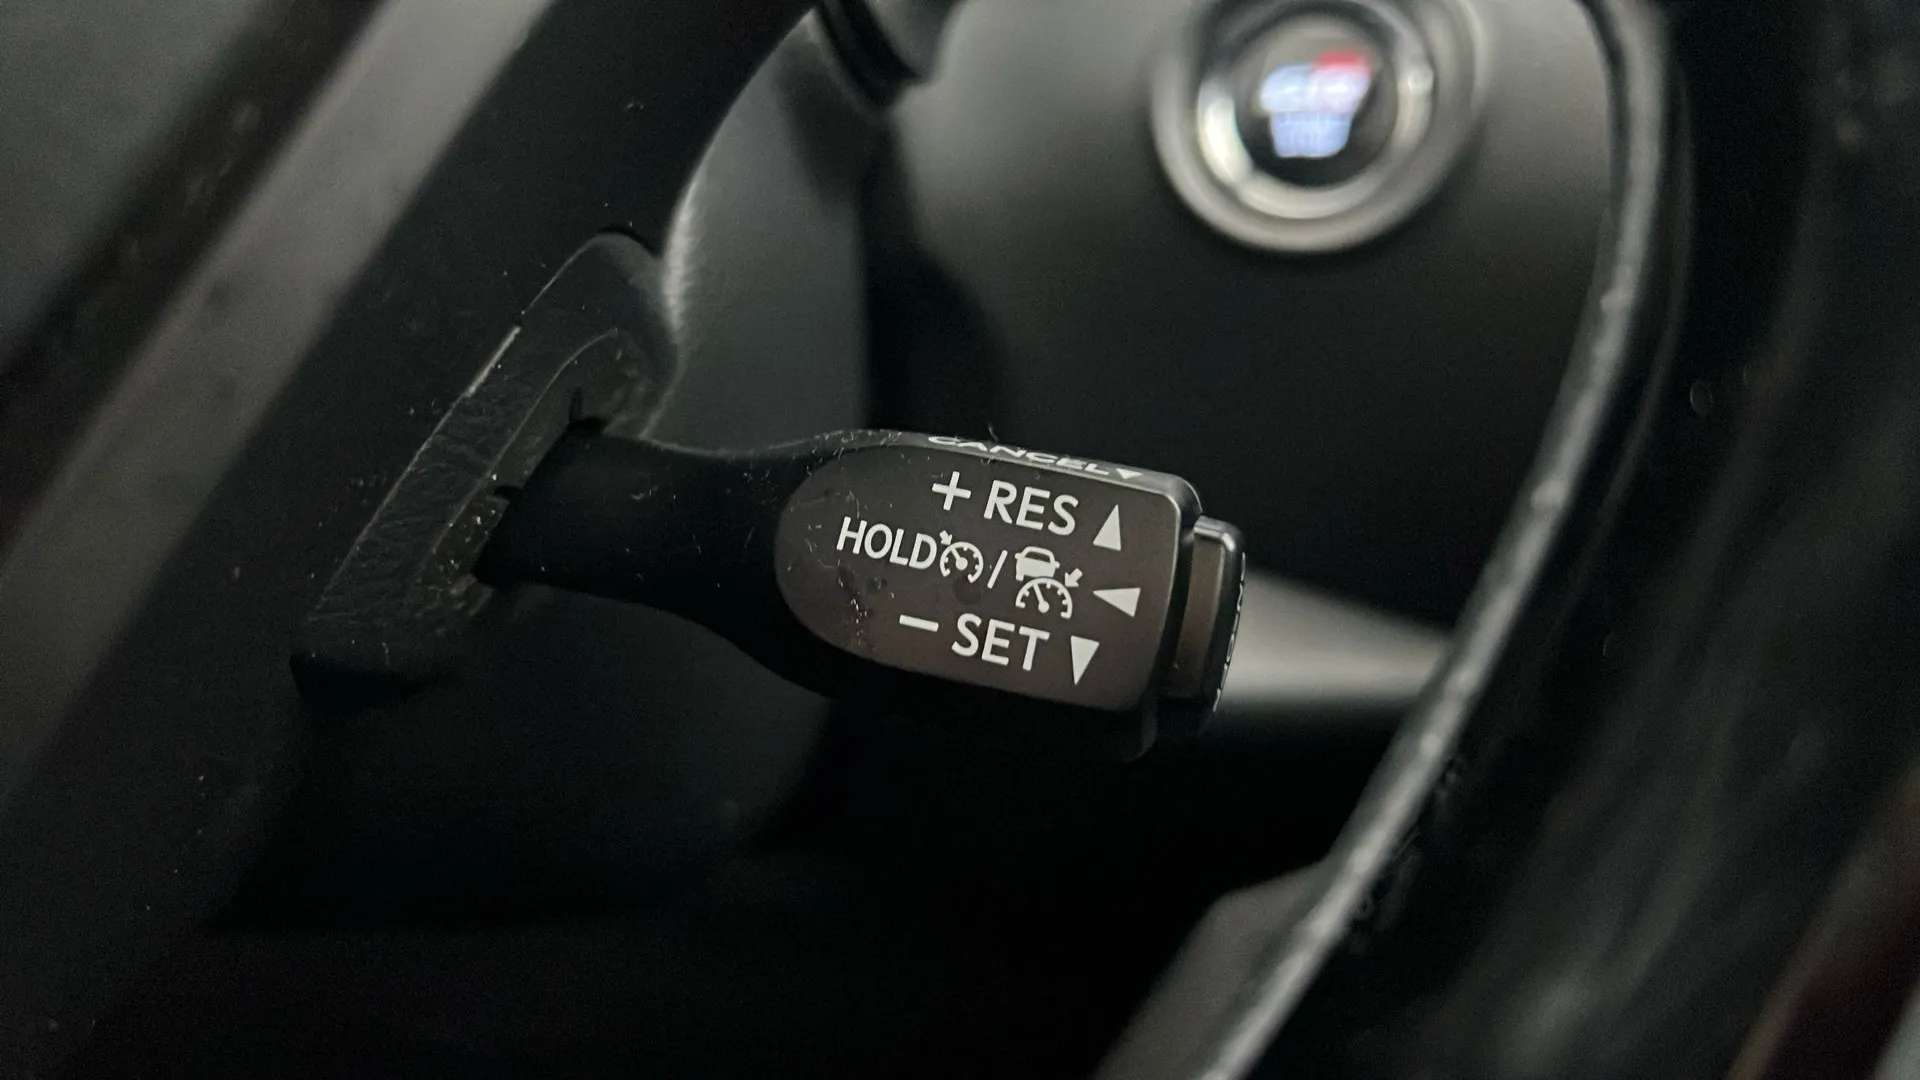 CANCEL
+ RES
HOLD /
- SET